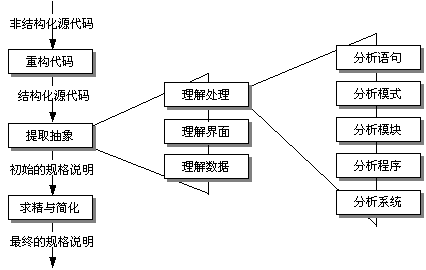 非结构化源代码
重构代码
结构化源代码
提取抽象
初始的规格说明
求精与简化
最终的规格说明
理解处理
理解界面
理解数据
分析语句
分析模式
分析模块
分析程序
分析系统